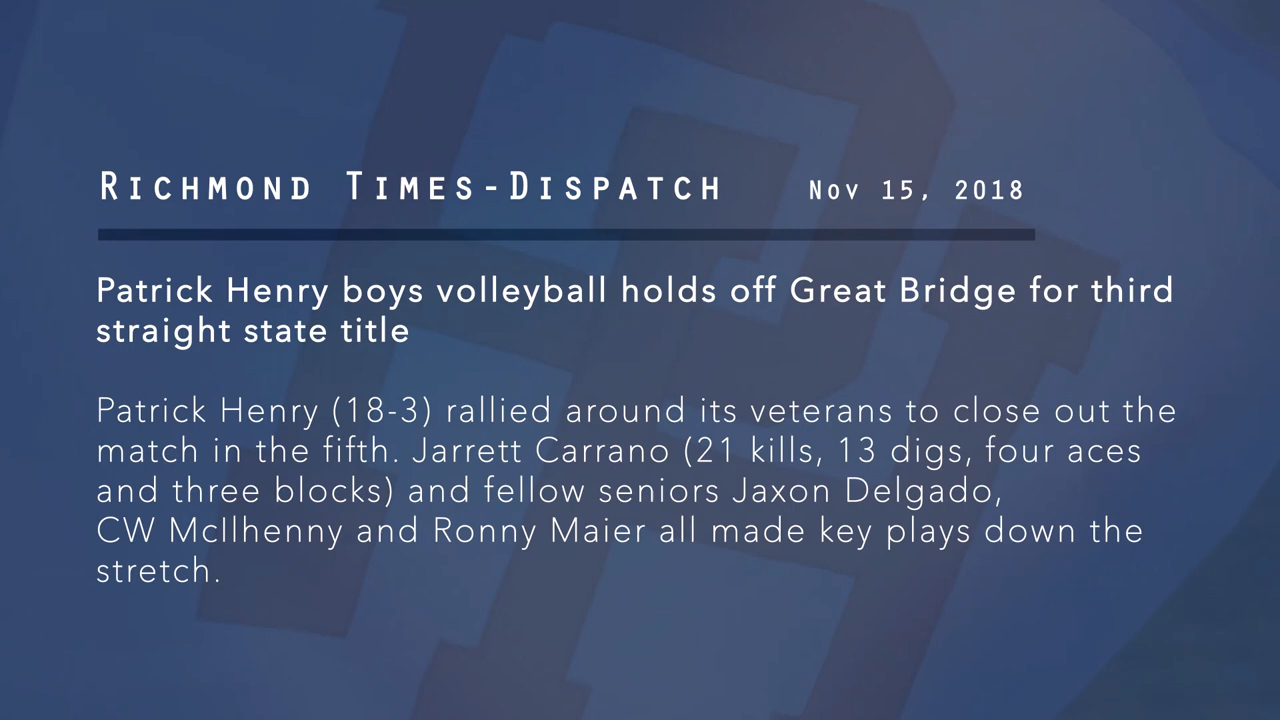 Richmond Times-Dispatch Nov 15, 2018
Patrick Henry boys volleyball holds off Great Bridge for third
straight state title
Patrick Henry (18-3) rallied around its veterans to close out the
match in the fifth. Jarrett Carrano (21 kills, 13 digs, four aces
and three blocks) and fellow seniors Jaxon Delgado,
CW McIlhenny and Ronny Maier all made key plays down the
stretch.